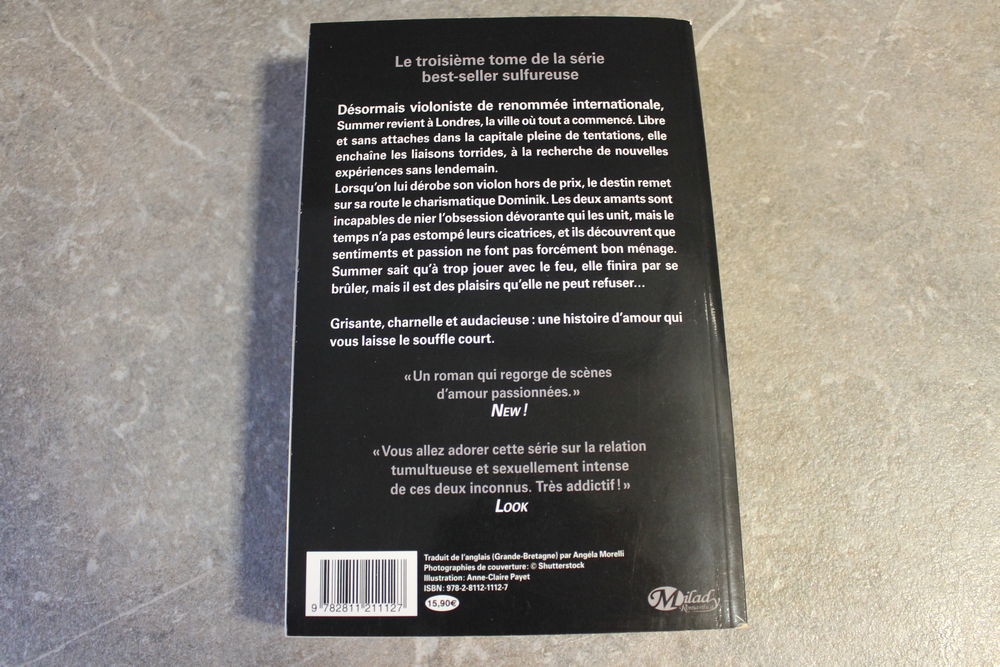 Le troisième tome de la série
best-seller sulfureuse
Désormais violoniste de renommée internationale,
Summer revient à Londres, la ville où tout a commencé. Libre
et sans attaches dans la capitale pleine de tentations, elle
enchaîne les liaisons torrides, à la recherche de nouvelles
expériences sans lendemain.
Lorsqu'on lui dérobe son violon hors de prix, le destin remet
sur sa route le charismatique Dominik. Les deux amants sont
incapables de nier l'obsession dévorante qui les unit, mais le
temps n'a pas estompé leurs cicatrices, et ils découvrent que
sentiments et passion ne font pas forcément bon ménage.
Summer sait qu'à trop jouer avec le feu, elle finira par se
brûler, mais il est des plaisirs qu'elle ne peut refuser...
Grisante, charnelle et audacieuse : une histoire d'amour qui
vous laisse le souffle court.
« Un roman qui regorge de scènes
d'amour passionnées. »
New !
« Vous allez adorer cette série sur la relation
tumultueuse et sexuellement intense
de ces deux inconnus. Très addictif ! »
Look
Traduit de l'anglais (Grande-Bretagne) par Angéla Morelli
Photographies de couverture : © Shutterstock
Illustration : Anne-Claire Payet
ISBN : 978-2-8112-1112-7
9 782811 211127
15,90€
Milady
Romantica